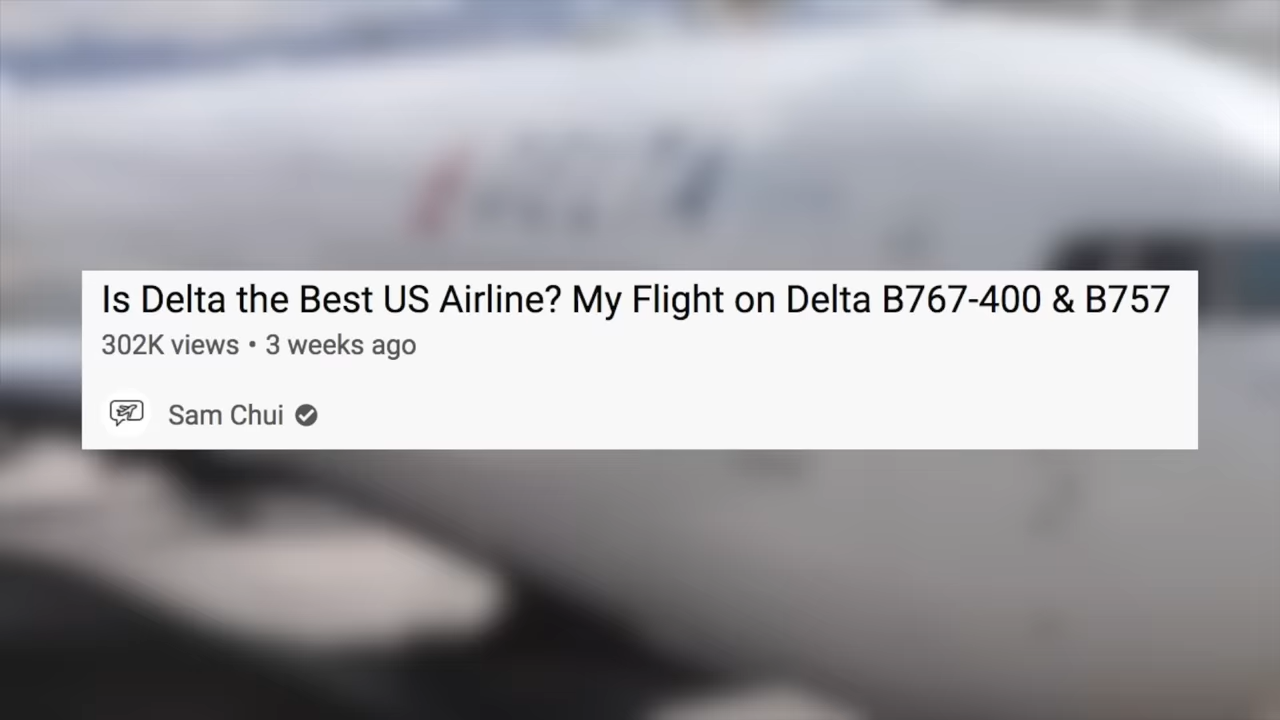 Is Delta the Best US Airline? My Flight on Delta B767-400 & B757
302K views • 3 weeks ago
Sam Chui